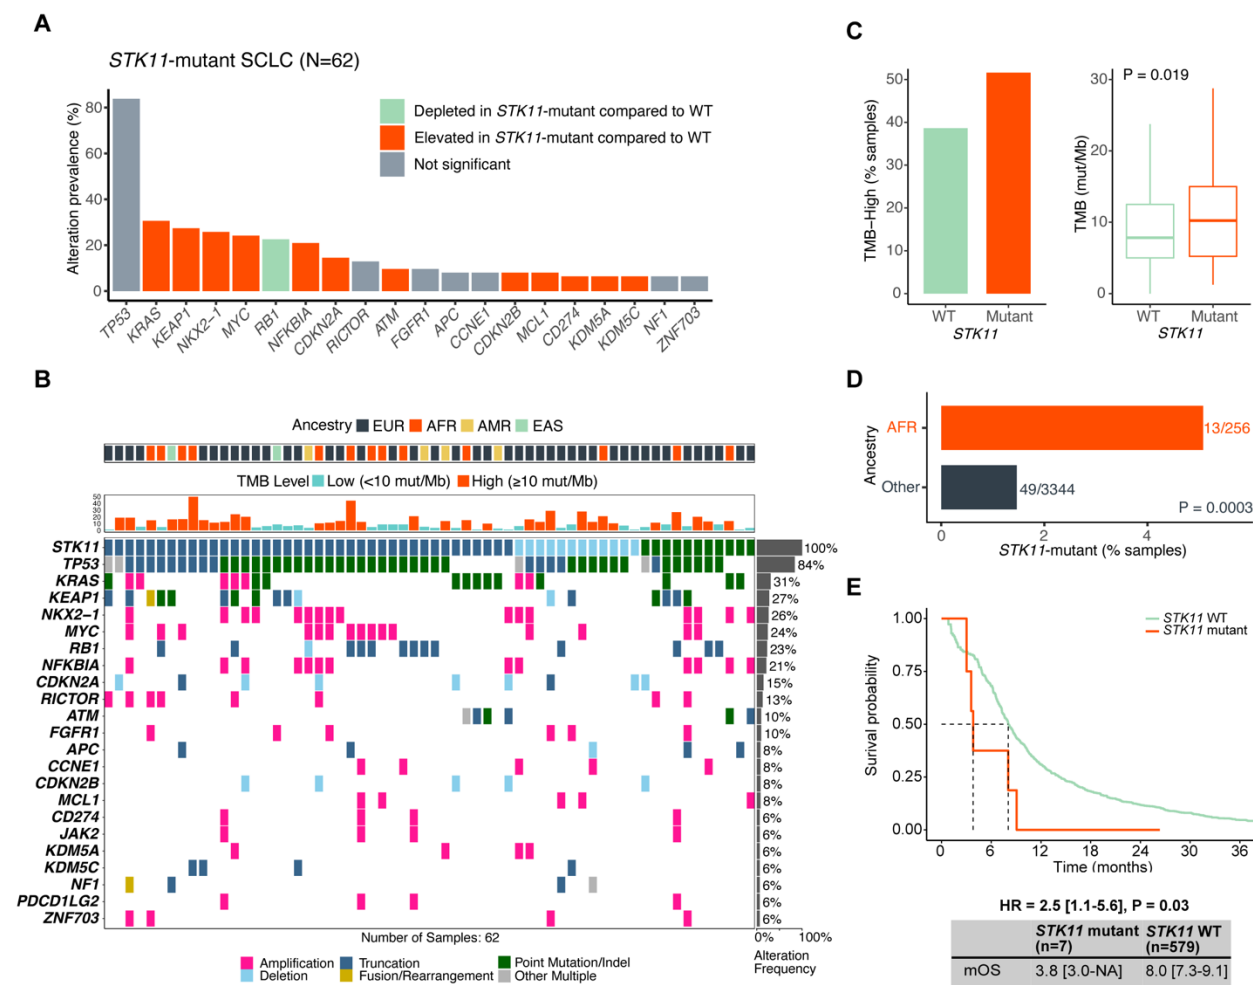 A
STK11-mutant SCLC (N=62)
Alteration prevalence (%)
80
60
40
20
0
Depleted in STK11-mutant compared to WT
Elevated in STK11-mutant compared to WT
Not significant
TP53
KRAS
KEAP1
NKX2-1
MYC
RB1
NFKBIA
CDKN2A
RICTOR
ATM
FGFR1
APC
CCNE1
CDKN2B
MCL1
CD274
KDM5A
KDM5C
NF1
ZNF703
B
Ancestry EUR AFR AMR EAS
TMB Level Low (<10 mut/Mb) High (≥10 mut/Mb)
50
40
30
20
10
0
STK11 100%
TP53 84%
KRAS 31%
KEAP1 27%
NKX2−1 26%
MYC 24%
RB1 23%
NFKBIA 21%
CDKN2A 15%
RICTOR 13%
ATM 10%
FGFR1 10%
APC 8%
CCNE1 8%
CDKN2B 8%
MCL1 8%
CD274 6%
JAK2 6%
KDM5A 6%
KDM5C 6%
NF1 6%
PDCD1LG2 6%
ZNF703 6%
Number of Samples: 62
0% 100%
Alteration
Frequency
Amplification Truncation Point Mutation/Indel
Deletion Fusion/Rearrangement Other Multiple
C
TMB−High (% samples)
50
40
30
20
10
0
WT Mutant
STK11
P = 0.019
TMB (mut/Mb)
30
20
10
0
WT Mutant
STK11
D
Ancestry
AFR 13/256
Other 49/3344
P = 0.0003
0 2 4
STK11-mutant (% samples)
E
STK11 WT
STK11 mutant
Surival probability
1.00
0.75
0.50
0.25
0.00
0 6 12 18 24 30 36
Time (months)
HR = 2.5 [1.1-5.6], P = 0.03
STK11 mutant STK11 WT
(n=7) (n=579)
mOS 3.8 [3.0-NA] 8.0 [7.3-9.1]